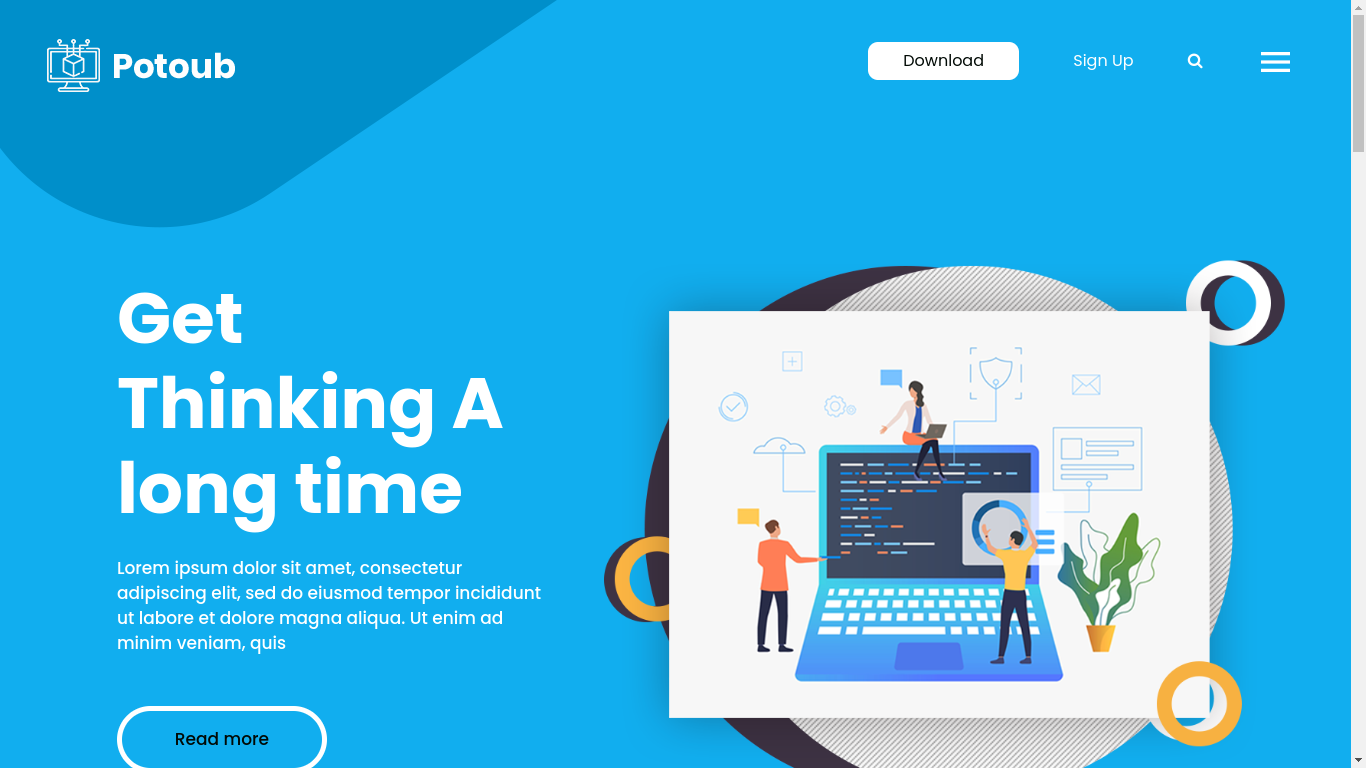 Potoub
Download
Sign Up
Get
Thinking A
long time
Lorem ipsum dolor sit amet, consectetur
adipiscing elit, sed do eiusmod tempor incididunt
ut labore et dolore magna aliqua. Ut enim ad
minim veniam, quis
Read more